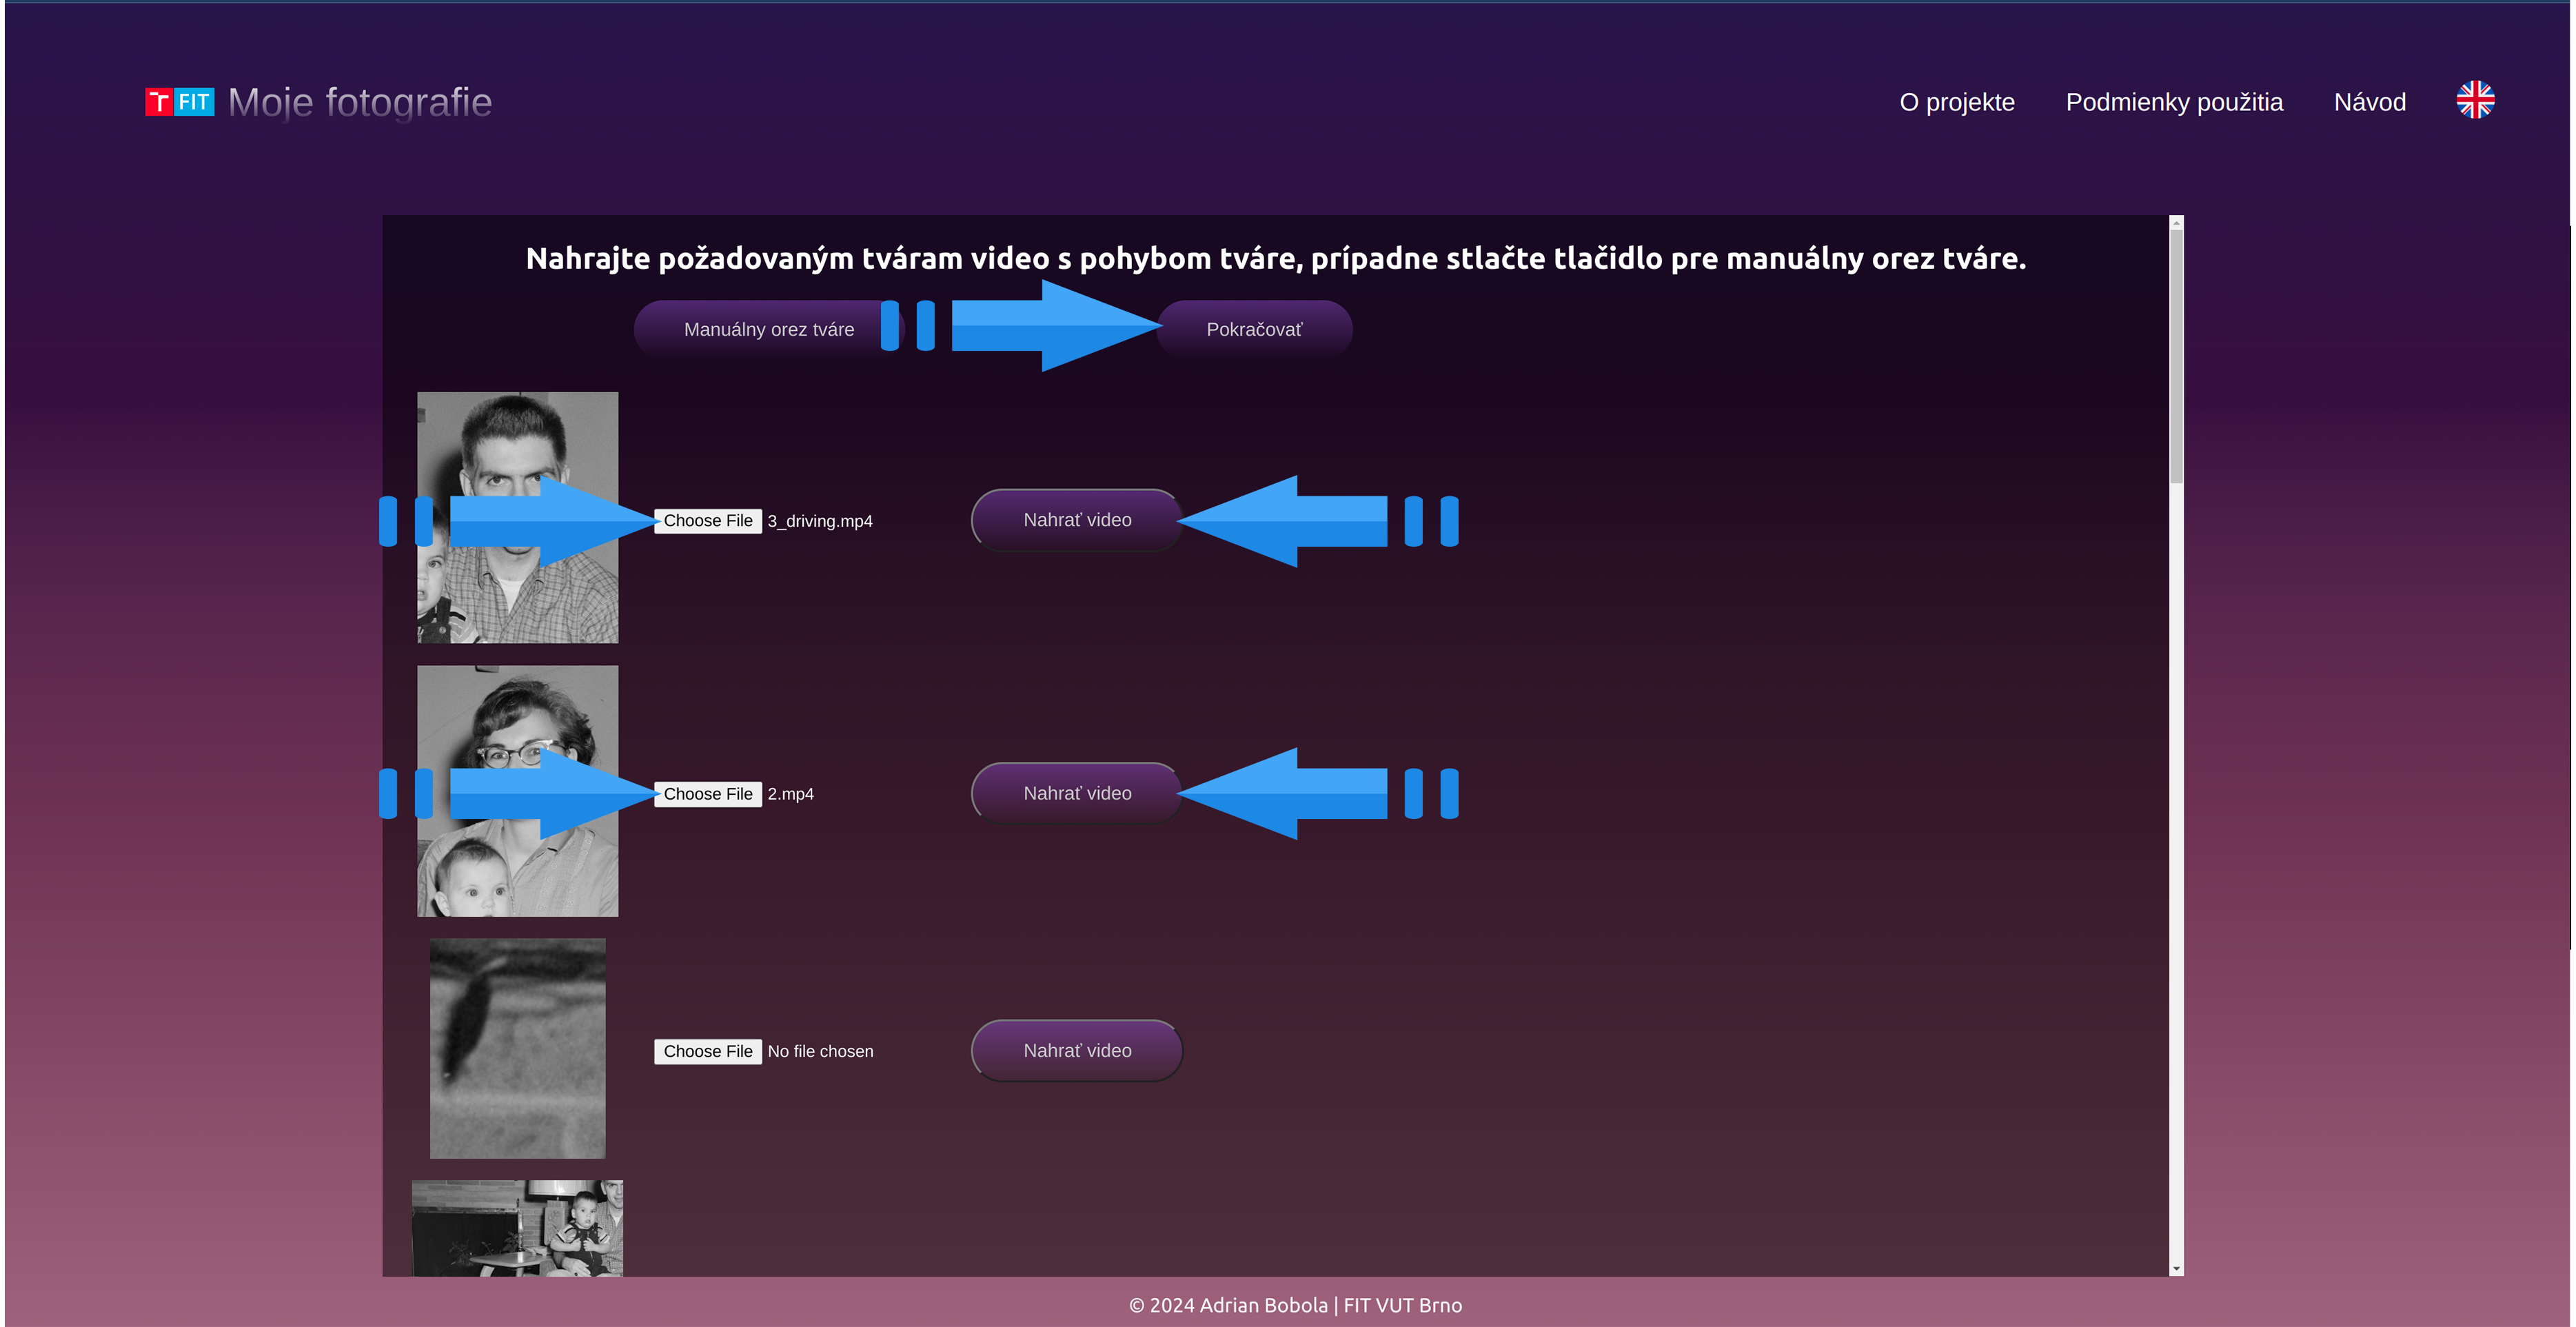 T FIT Moje fotografie
O projekte Podmienky použitia Návod
Nahrajte požadovaným tváram video s pohybom tváre, prípadne stlačte tlačidlo pre manuálny orez tváre.
Manuálny orez tváre Pokračovať
Choose File 3_driving.mp4 Nahrať video
Choose File 2.mp4 Nahrať video
Choose File No file chosen Nahrať video
© 2024 Adrian Bobola | FIT VUT Brno